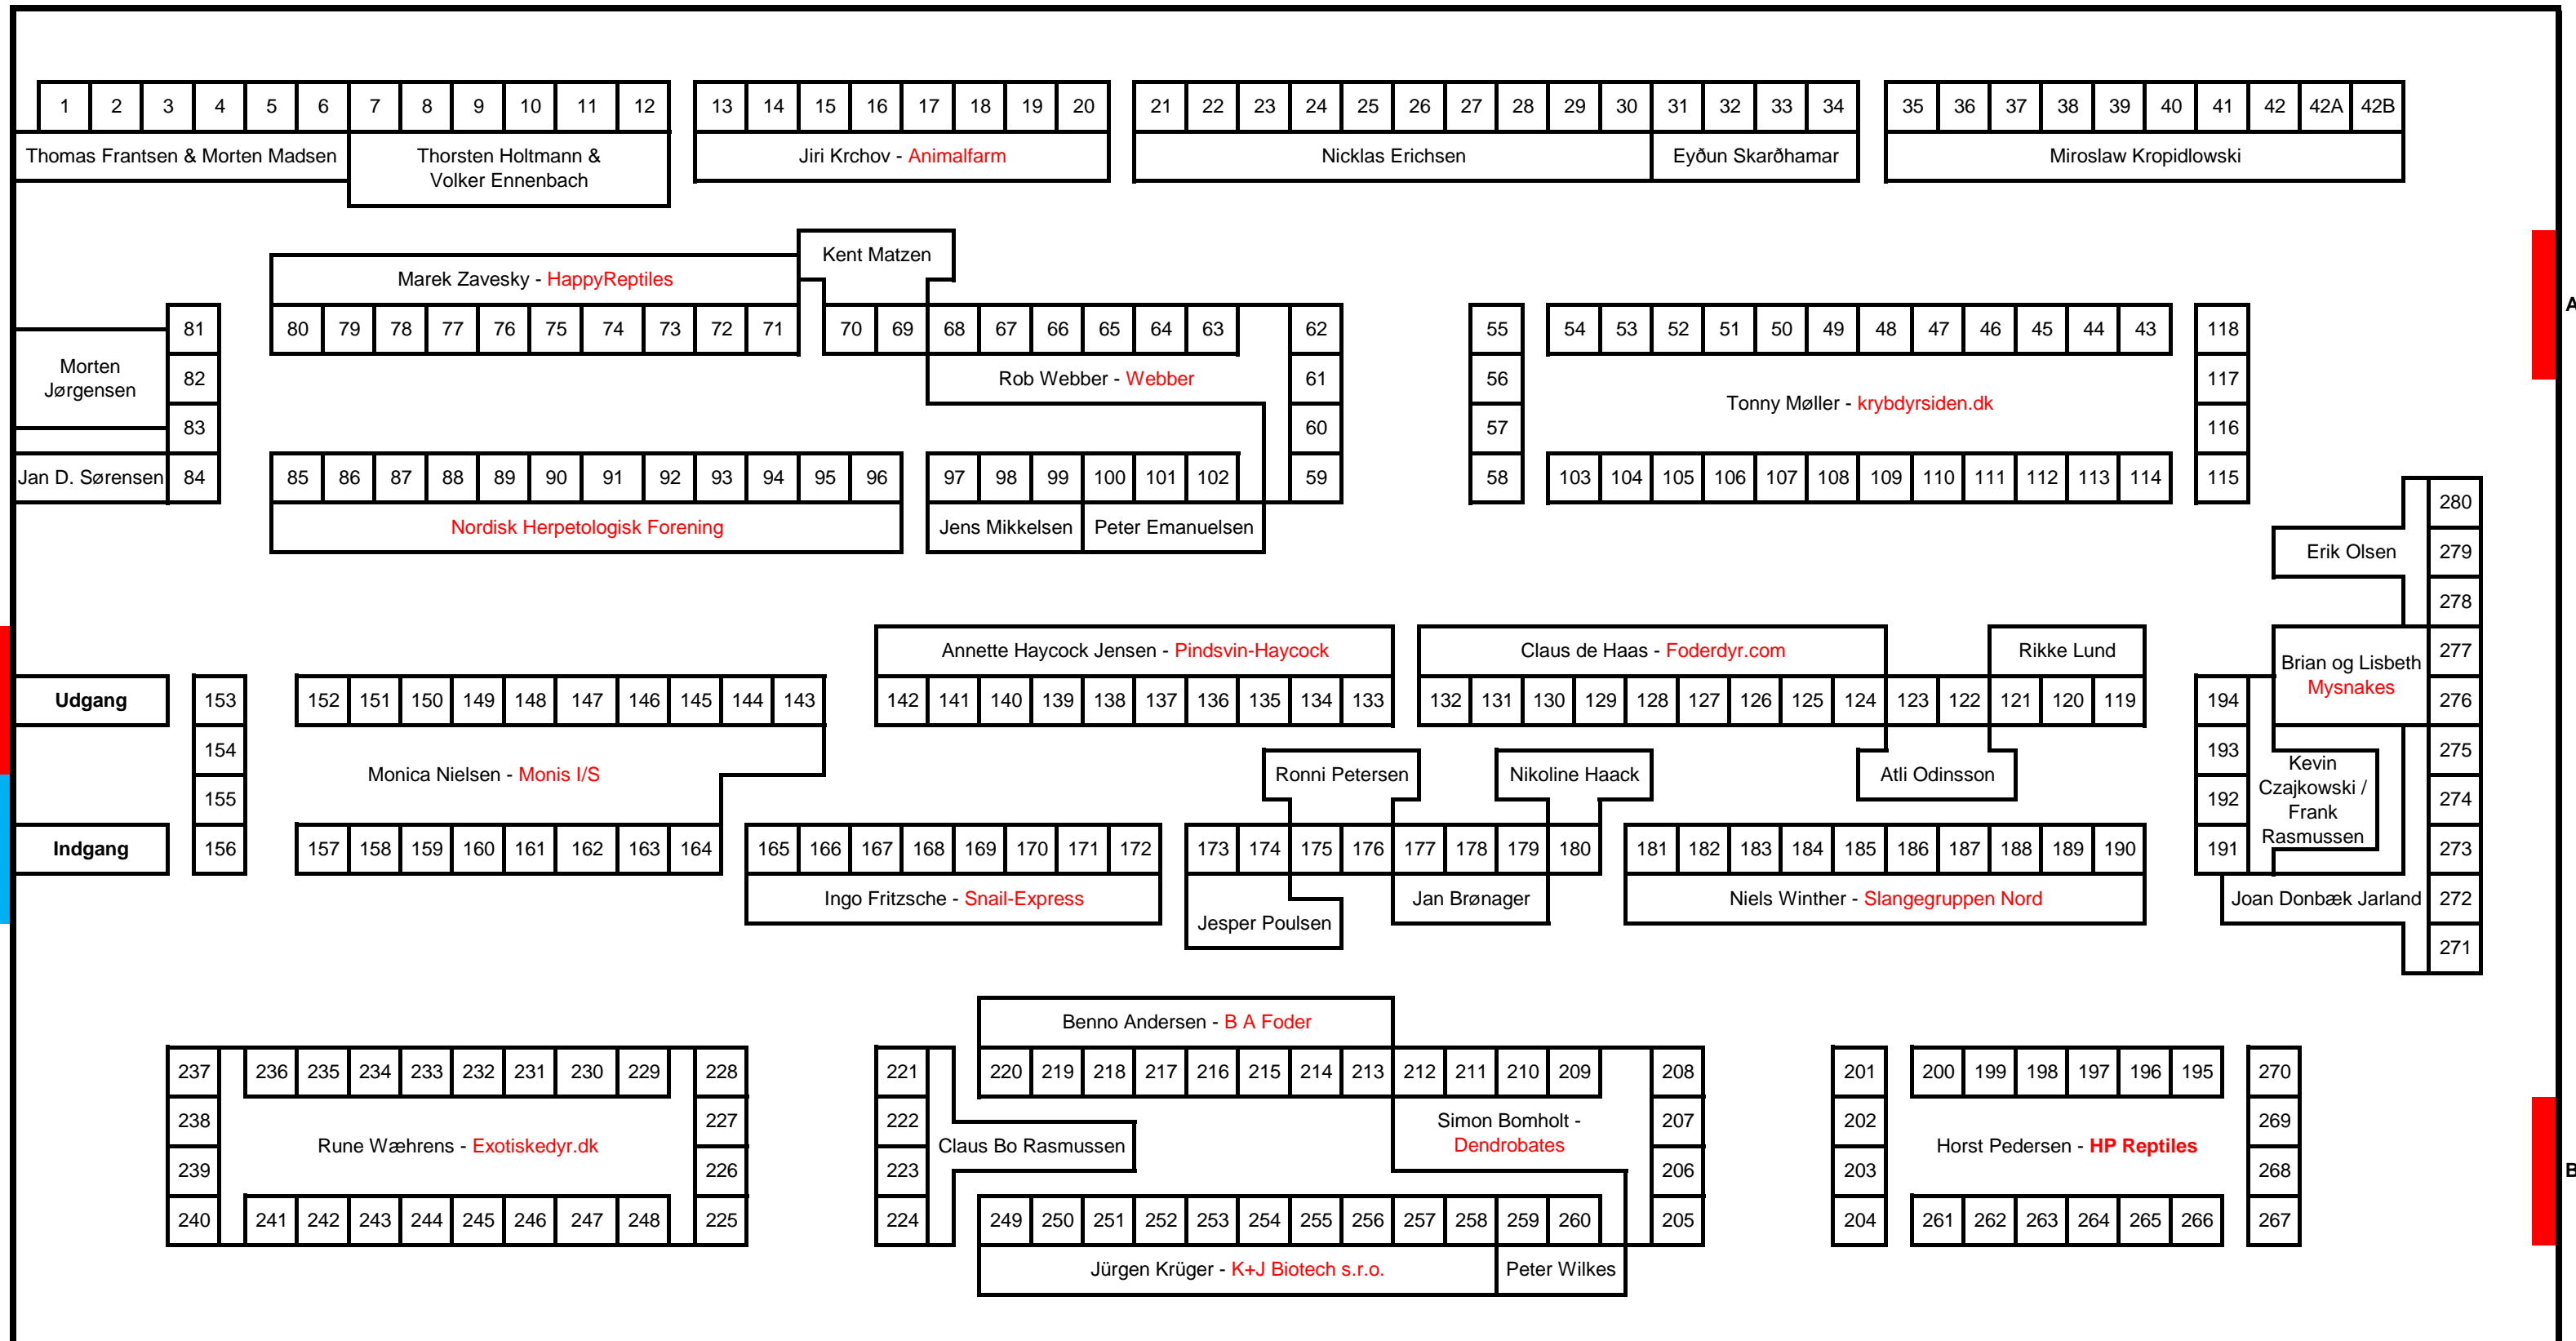 1 2 3 4 5 6 7 8 9 10 11 12 13 14 15 16 17 18 19 20 21 22 23 24 25 26 27 28 29 30 31 32 33 34 35 36 37 38 39 40 41 42 42A 42B
Thomas Frantsen & Morten Madsen
Thorsten Holtmann &
Volker Ennenbach
Jiri Krchov - Animalfarm
Nicklas Erichsen
Eyðun Skarðhamar
Miroslaw Kropidlowski
Kent Matzen
Marek Zavesky - HappyReptiles
A
81 80 79 78 77 76 75 74 73 72 71 70 69 68 67 66 65 64 63 62 55 54 53 52 51 50 49 48 47 46 45 44 43 118
Morten
Jørgensen
82
Rob Webber - Webber
61 56 117
Tonny Møller - krybdyrsiden.dk
83 60 57 116
Jan D. Sørensen 84 85 86 87 88 89 90 91 92 93 94 95 96 97 98 99 100 101 102 59 58 103 104 105 106 107 108 109 110 111 112 113 114 115
280
Nordisk Herpetologisk Forening
Jens Mikkelsen
Peter Emanuelsen
Erik Olsen 279
278
Annette Haycock Jensen - Pindsvin-Haycock
Claus de Haas - Foderdyr.com
Rikke Lund
Brian og Lisbeth
Mysnakes
277
Udgang 153 152 151 150 149 148 147 146 145 144 143 142 141 140 139 138 137 136 135 134 133 132 131 130 129 128 127 126 125 124 123 122 121 120 119 194 276
154 193 275
Monica Nielsen - Monis I/S
Ronni Petersen
Nikoline Haack
Atli Odinsson
Kevin
Czajkowski /
Frank
Rasmussen
155 192 274
Indgang 156 157 158 159 160 161 162 163 164 165 166 167 168 169 170 171 172 173 174 175 176 177 178 179 180 181 182 183 184 185 186 187 188 189 190 191 273
Ingo Fritzsche - Snail-Express
Jesper Poulsen
Jan Brønager
Niels Winther - Slangegruppen Nord
Joan Donbæk Jarland 272
271
Benno Andersen - B A Foder
237 236 235 234 233 232 231 230 229 228 221 220 219 218 217 216 215 214 213 212 211 210 209 208 201 200 199 198 197 196 195 270
238 227 222 207 202 269
Rune Wæhrens - Exotiskedyr.dk
Claus Bo Rasmussen
Simon Bomholt -
Dendrobates
Horst Pedersen - HP Reptiles
B
239 226 223 206 203 268
240 241 242 243 244 245 246 247 248 225 224 249 250 251 252 253 254 255 256 257 258 259 260 205 204 261 262 263 264 265 266 267
Jürgen Krüger - K+J Biotech s.r.o.
Peter Wilkes